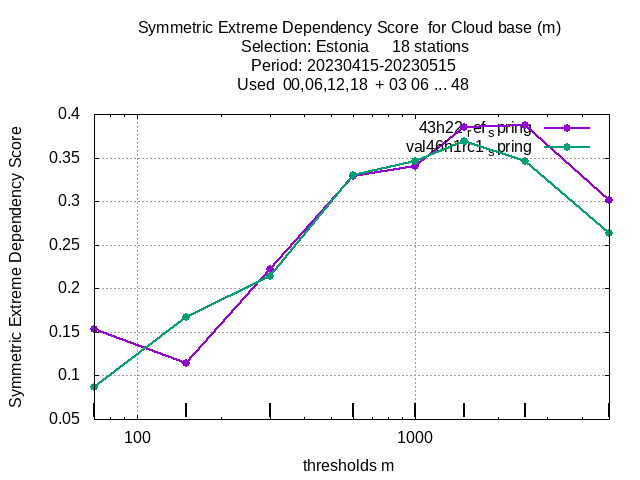 Symmetric Extreme Dependency Score for Cloud base (m)
Selection: Estonia 18 stations
Period: 20230415-20230515
Used 00,06,12,18 + 03 06 ... 48
43h22refspring
val46h1rc1spring
0.4
0.35
0.3
0.25
0.2
0.15
0.1
0.05
Symmetric Extreme Dependency Score
100 1000
thresholds m